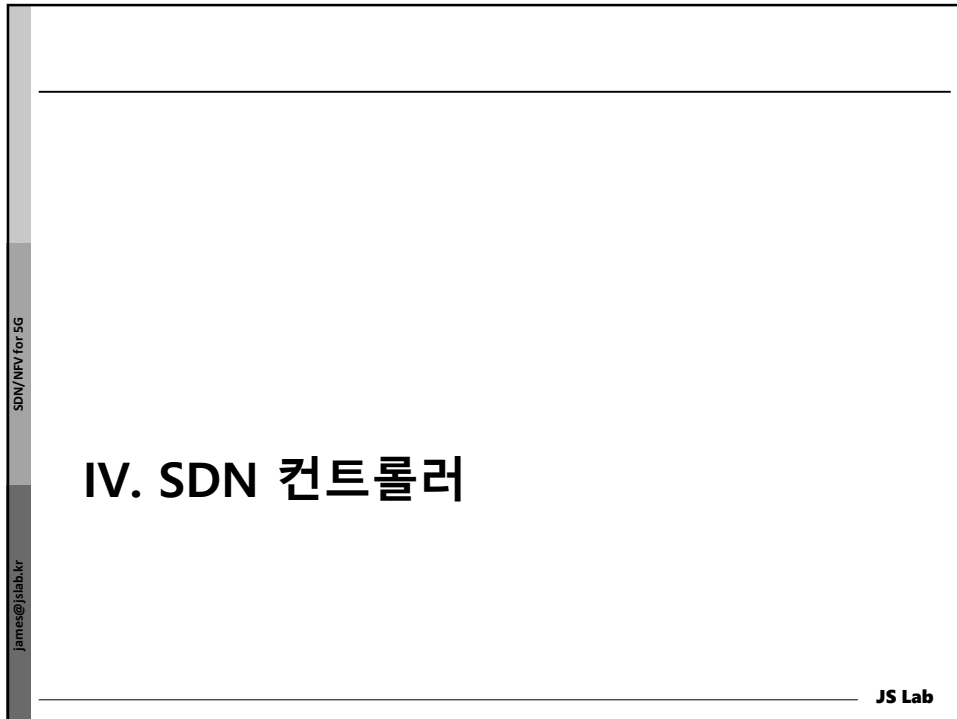 SDN/NFV for 5G
IV. SDN 컨트롤러
james@jslab.kr
JS Lab